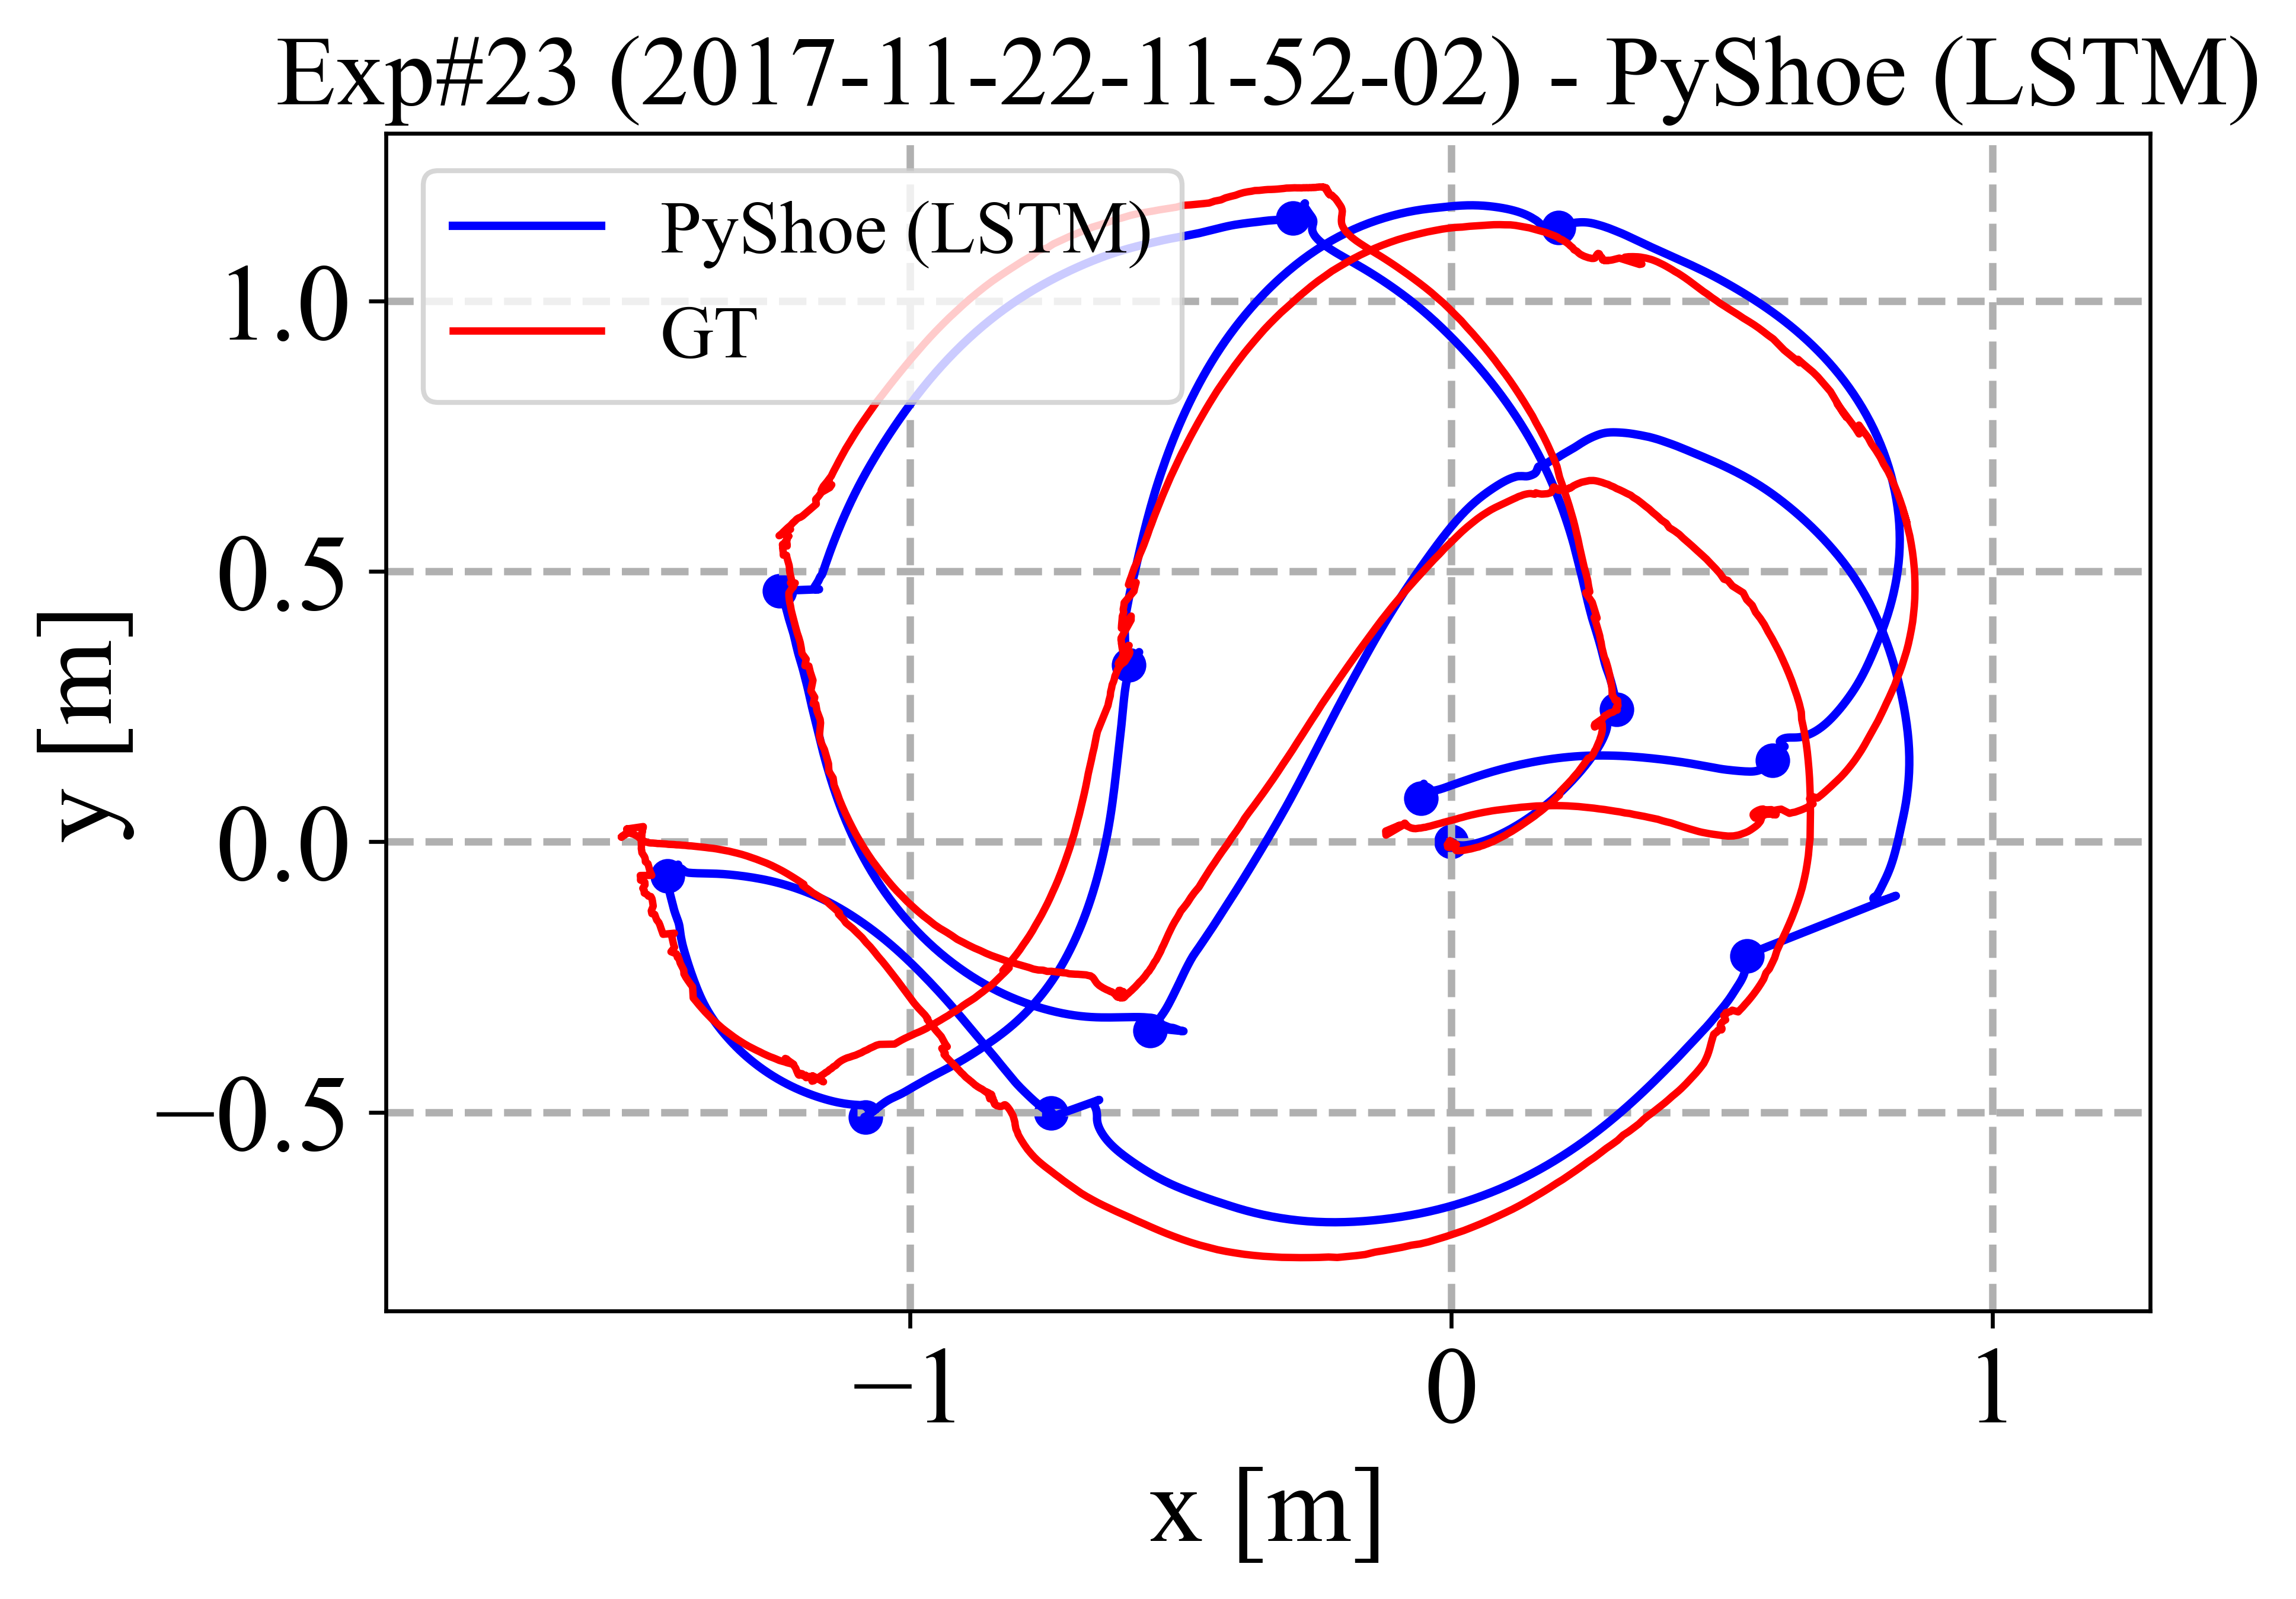 Exp#23 (2017-11-22-11-52-02) - PyShoe (LSTM)
PyShoe (LSTM)
GT
y [m]
1.0
0.5
0.0
−0.5
−1
0
1
x [m]